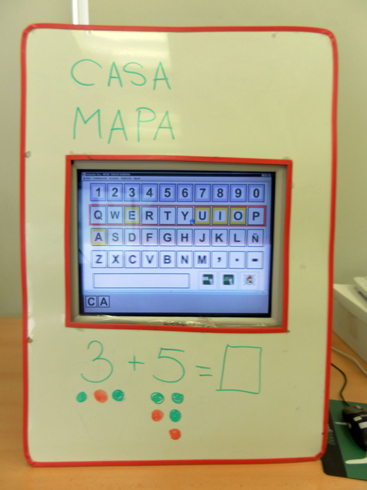 CASA
MAPA
1 2 3 4 5 6 7 8 9 0
Q W E R T Y U I O P
A S D F G H J K L Ñ
Z X C V B N M , . -
CA
3 + 5 =